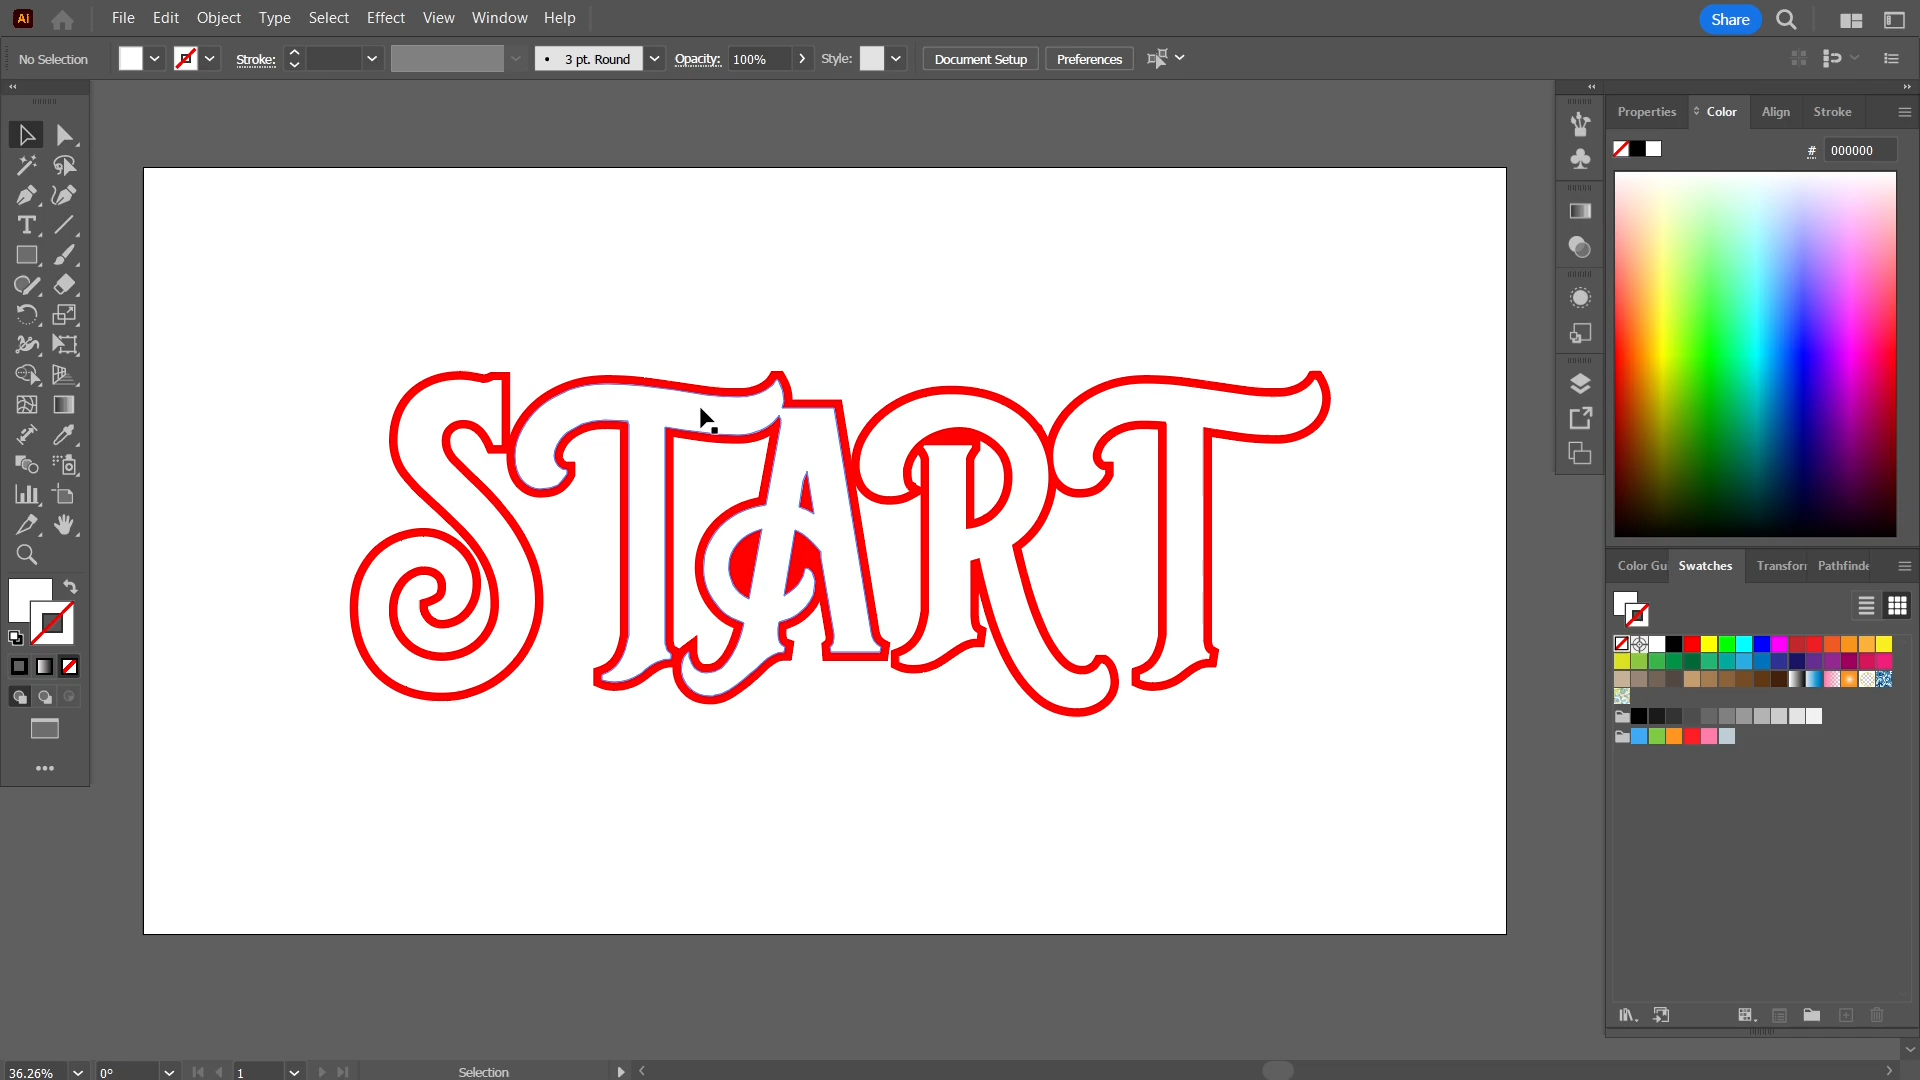 Ai File Edit Object Type Select Effect View Window Help Share
No Selection Stroke: 3 pt. Round Opacity: 100% Style: Document Setup Preferences
Properties Color Align Stroke
# 000000
START
Color Gu Swatches Transfor Pathfinde
36.26% 0° 1 Selection